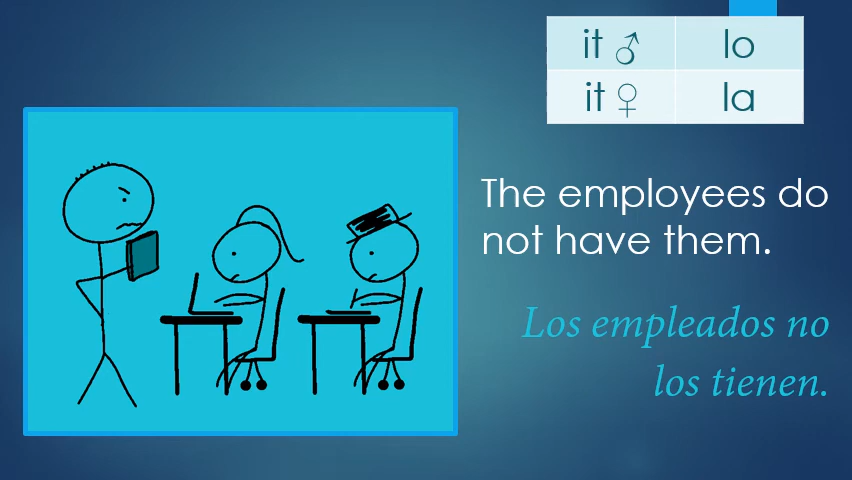 it ♂ lo
it ♀ la
The employees do
not have them.
Los empleados no
los tienen.